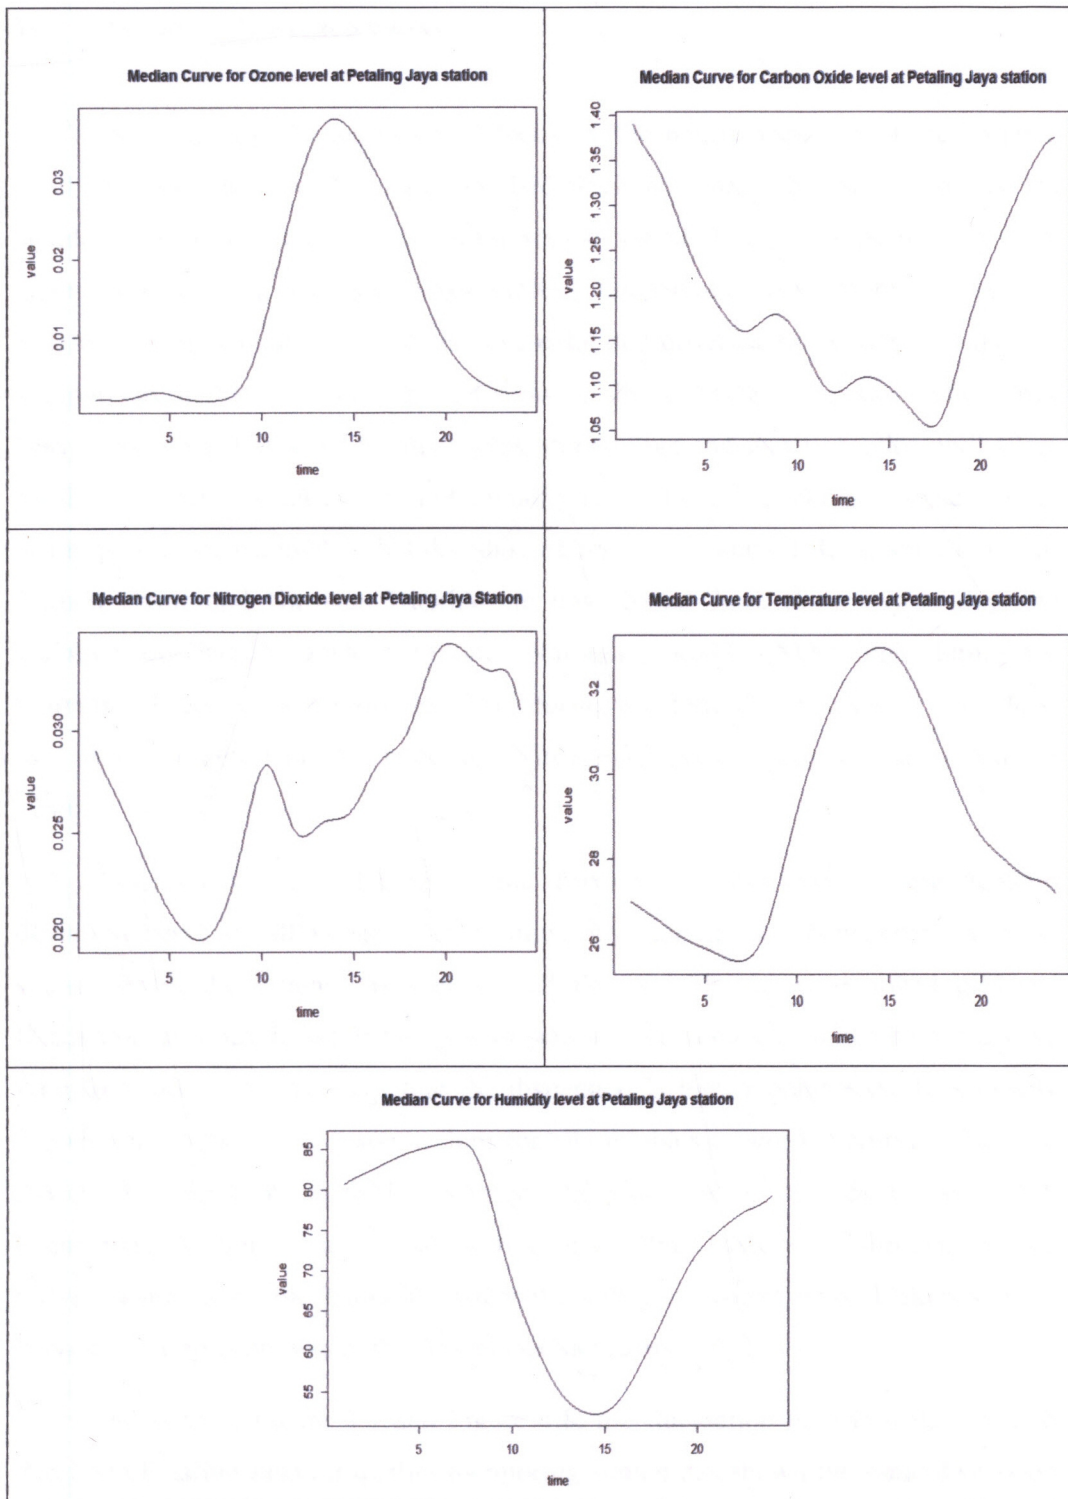 Median Curve for Ozone level at Petaling Jaya station
value
0.03
0.02
0.01
5 10 15 20
time
Median Curve for Carbon Oxide level at Petaling Jaya station
value
1.40
1.35
1.30
1.25
1.20
1.15
1.10
1.05
5 10 15 20
time
Median Curve for Nitrogen Dioxide level at Petaling Jaya Station
value
0.030
0.025
0.020
5 10 15 20
time
Median Curve for Temperature level at Petaling Jaya station
value
32
30
28
26
5 10 15 20
time
Median Curve for Humidity level at Petaling Jaya station
value
85
80
75
70
65
60
55
5 10 15 20
time